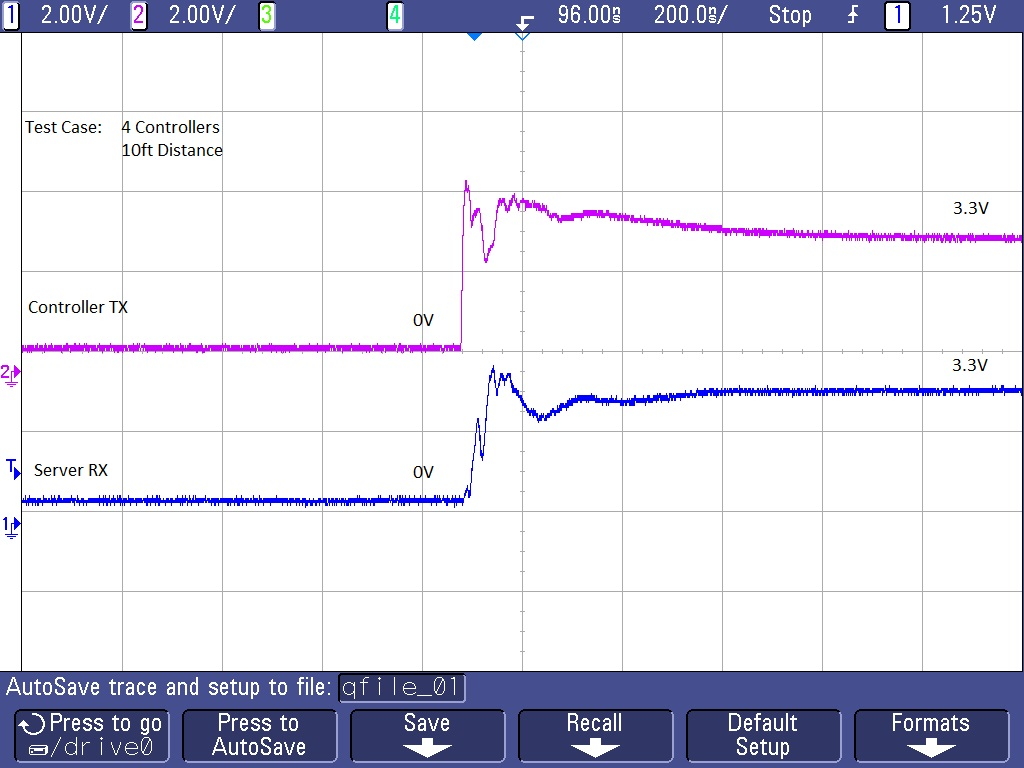 1 2.00V/ 2 2.00V/ 3 4 96.00ns 200.0ns/ Stop 1 1.25V
Test Case: 4 Controllers
10ft Distance
3.3V
Controller TX
0V
2
3.3V
T
Server RX
0V
1
AutoSave trace and setup to file: qfile_01
Press to go
/drive0
Press to
AutoSave
Save
Recall
Default
Setup
Formats